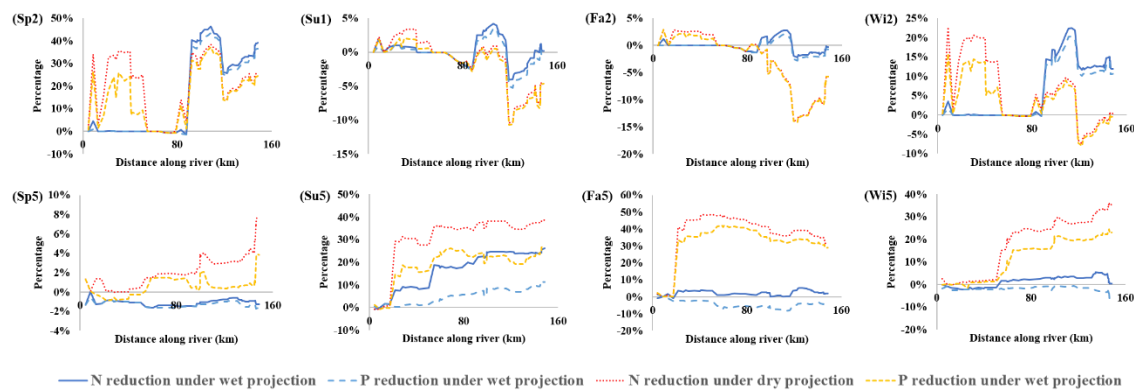 (Sp2)
50%
40%
30%
20%
10%
0%
-10%
Percentage
0
80
160
Distance along river (km)
(Su1)
5%
0%
-5%
-10%
-15%
Percentage
0
80
160
Distance along river (km)
(Fa2)
10%
5%
0%
-5%
-10%
-15%
-20%
Percentage
0
80
160
Distance along river (km)
(Wi2)
25%
20%
15%
10%
5%
0%
-5%
-10%
Percentage
0
80
160
Distance along river (km)
(Sp5)
10%
8%
6%
4%
2%
0%
-2%
-4%
Percentage
0
80
160
Distance along river (km)
(Su5)
50%
40%
30%
20%
10%
0%
-10%
Percentage
0
80
160
Distance along river (km)
(Fa5)
60%
50%
40%
30%
20%
10%
0%
-10%
-20%
Percentage
0
80
160
Distance along river (km)
(Wi5)
40%
30%
20%
10%
0%
-10%
-20%
Percentage
0
80
160
Distance along river (km)
N reduction under wet projection
P reduction under wet projection
N reduction under dry projection
P reduction under wet projection